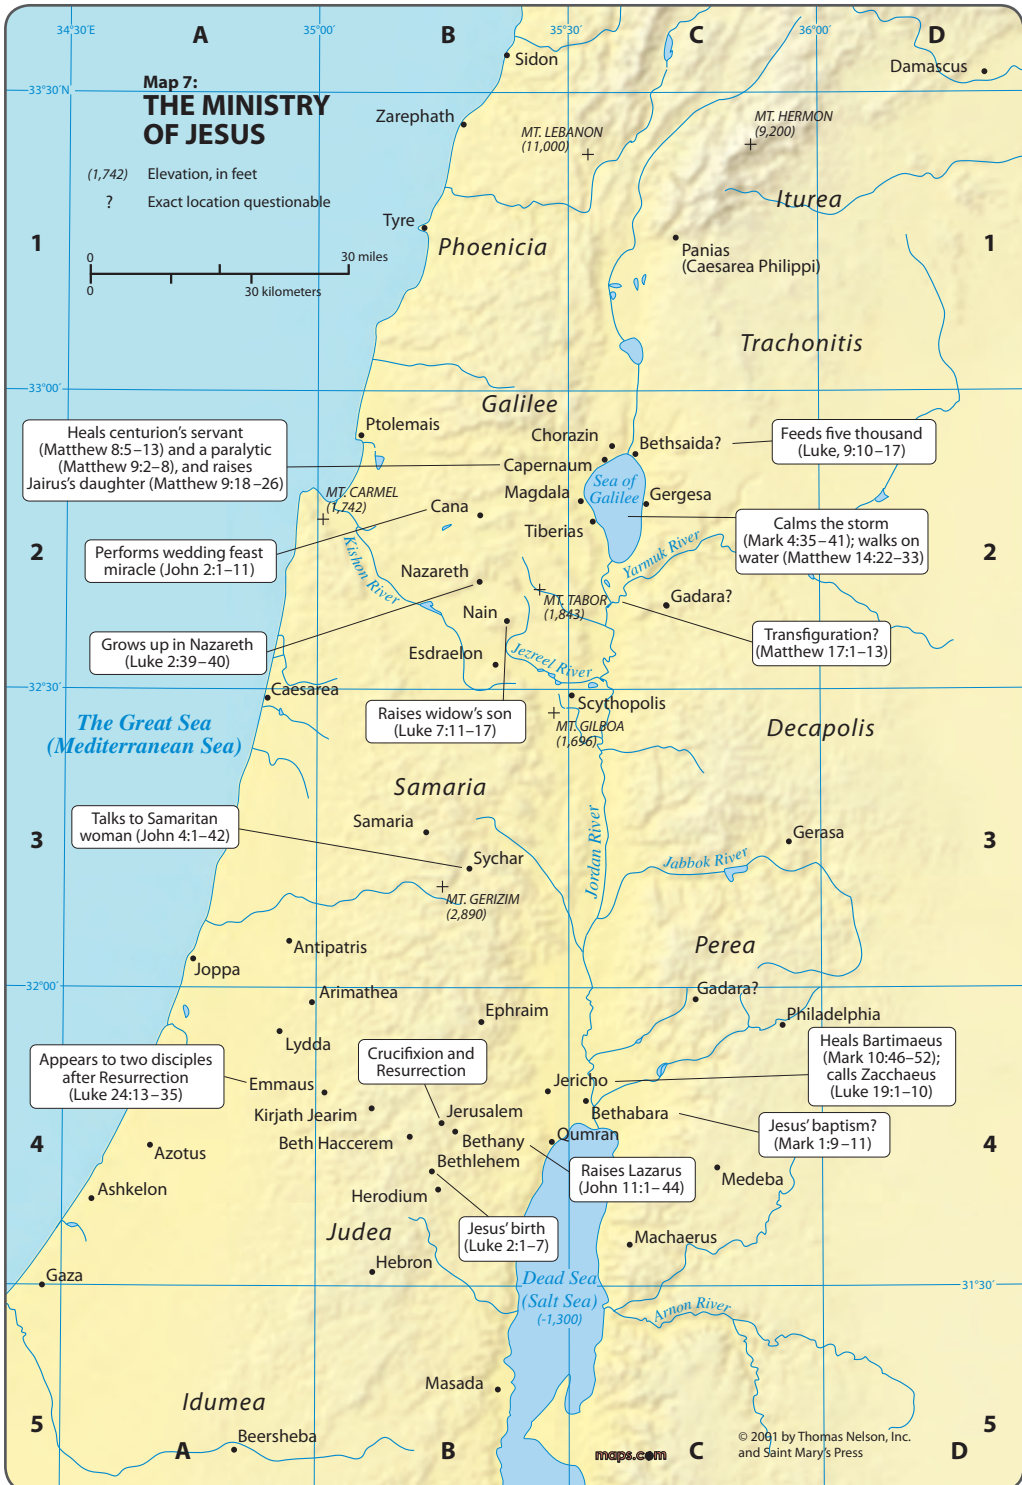 34°30′E
A
35°00′
B
35°30′
C
36°00′
D
Sidon
Damascus
33°30′N
Map 7:
THE MINISTRY
OF JESUS
(1,742) Elevation, in feet
? Exact location questionable
Zarephath
MT. LEBANON
(11,000)
MT. HERMON
(9,200)
Iturea
Tyre
Phoenicia
1
1
Panias
(Caesarea Philippi)
0
30 miles
0
30 kilometers
Trachonitis
33°00′
Galilee
Ptolemais
Heals centurion's servant
(Matthew 8:5–13) and a paralytic
(Matthew 9:2–8), and raises
Jairus's daughter (Matthew 9:18–26)
Chorazin
Bethsaida?
Feeds five thousand
(Luke, 9:10–17)
Capernaum
Sea of
Galilee
Magdala
Gergesa
MT. CARMEL
(1,742)
Cana
Tiberias
Calms the storm
(Mark 4:35–41); walks on
water (Matthew 14:22–33)
2
2
Performs wedding feast
miracle (John 2:1–11)
Kishon River
Yarmuk River
Nazareth
MT. TABOR
(1,843)
Gadara?
Nain
Grows up in Nazareth
(Luke 2:39–40)
Transfiguration?
(Matthew 17:1–13)
Esdraelon
Jezreel River
32°30′
Caesarea
Scythopolis
Raises widow's son
(Luke 7:11–17)
MT. GILBOA
(1,696)
The Great Sea
(Mediterranean Sea)
Decapolis
Samaria
Talks to Samaritan
woman (John 4:1–42)
Samaria
Gerasa
3
3
Jordan River
Sychar
Jabbok River
MT. GERIZIM
(2,890)
Antipatris
Perea
Joppa
32°00′
Arimathea
Gadara?
Ephraim
Philadelphia
Lydda
Crucifixion and
Resurrection
Heals Bartimaeus
(Mark 10:46–52);
calls Zacchaeus
(Luke 19:1–10)
Appears to two disciples
after Resurrection
(Luke 24:13–35)
Emmaus
Jericho
Kirjath Jearim
Jerusalem
Bethabara
Jesus' baptism?
(Mark 1:9–11)
Beth Haccerem
Bethany
Qumran
4
4
Azotus
Bethlehem
Raises Lazarus
(John 11:1–44)
Medeba
Ashkelon
Herodium
Judea
Jesus' birth
(Luke 2:1–7)
Machaerus
Hebron
Gaza
Dead Sea
(Salt Sea)
(-1,300)
31°30′
Arnon River
Masada
Idumea
5
5
Beersheba
A
B
maps.com
C
© 2001 by Thomas Nelson, Inc.
and Saint Mary's Press
D